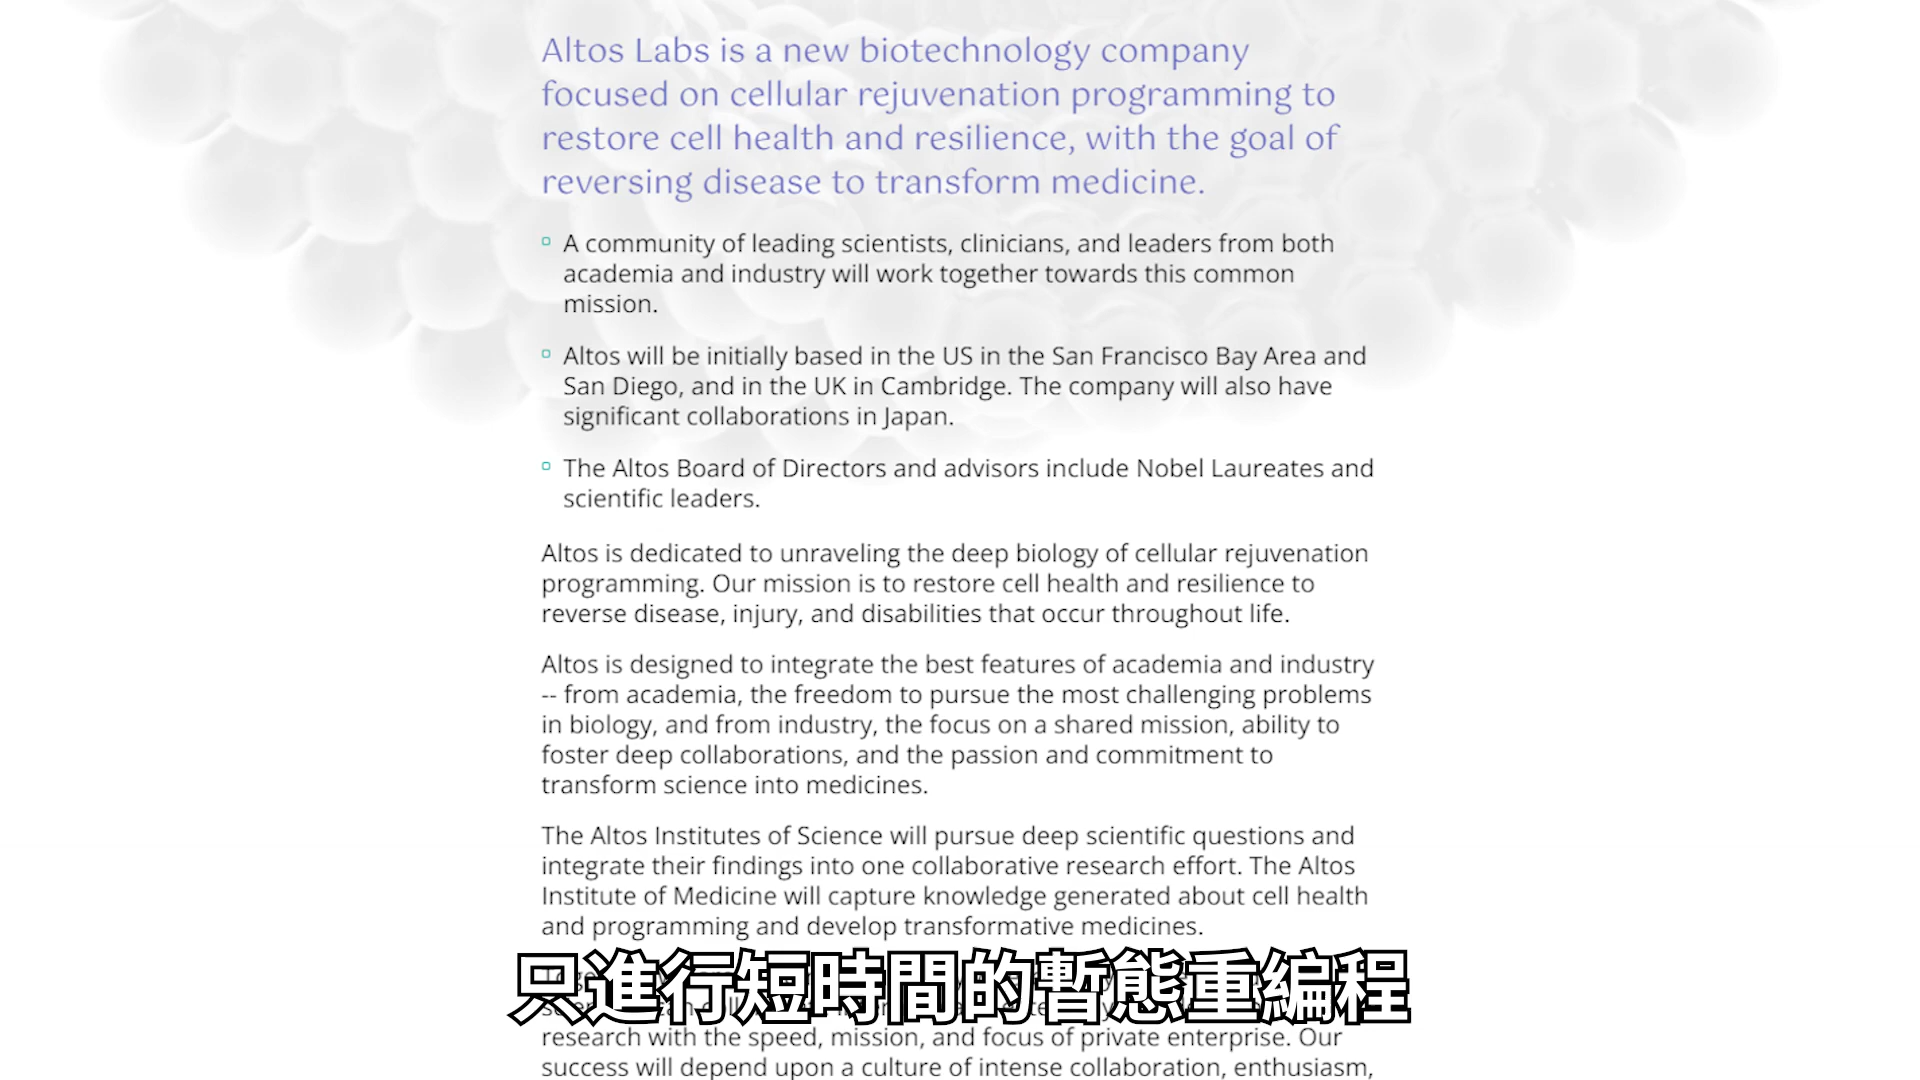 Altos Labs is a new biotechnology company
focused on cellular rejuvenation programming to
restore cell health and resilience, with the goal of
reversing disease to transform medicine.
A community of leading scientists, clinicians, and leaders from both
academia and industry will work together towards this common
mission.
Altos will be initially based in the US in the San Francisco Bay Area and
San Diego, and in the UK in Cambridge. The company will also have
significant collaborations in Japan.
The Altos Board of Directors and advisors include Nobel Laureates and
scientific leaders.
Altos is dedicated to unraveling the deep biology of cellular rejuvenation
programming. Our mission is to restore cell health and resilience to
reverse disease, injury, and disabilities that occur throughout life.
Altos is designed to integrate the best features of academia and industry
-- from academia, the freedom to pursue the most challenging problems
in biology, and from industry, the focus on a shared mission, ability to
foster deep collaborations, and the passion and commitment to
transform science into medicines.
The Altos Institutes of Science will pursue deep scientific questions and
integrate their findings into one collaborative research effort. The Altos
Institute of Medicine will capture knowledge generated about cell health
and programming and develop transformative medicines.
只進行短時間的暫態重編程
research with the speed, mission, and focus of private enterprise. Our
success will depend upon a culture of intense collaboration, enthusiasm,